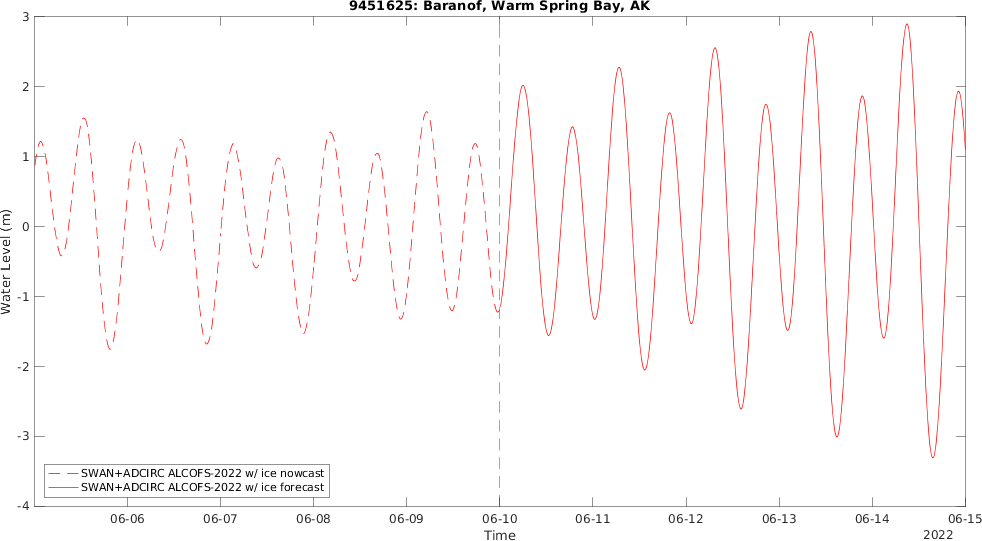 9451625: Baranof, Warm Spring Bay, AK
3
2
1
0
-1
-2
-3
-4
Water Level (m)
SWAN+ADCIRC ALCOFS-2022 w/ ice nowcast
SWAN+ADCIRC ALCOFS-2022 w/ ice forecast
06-06 06-07 06-08 06-09 06-10 06-11 06-12 06-13 06-14 06-15
Time
2022